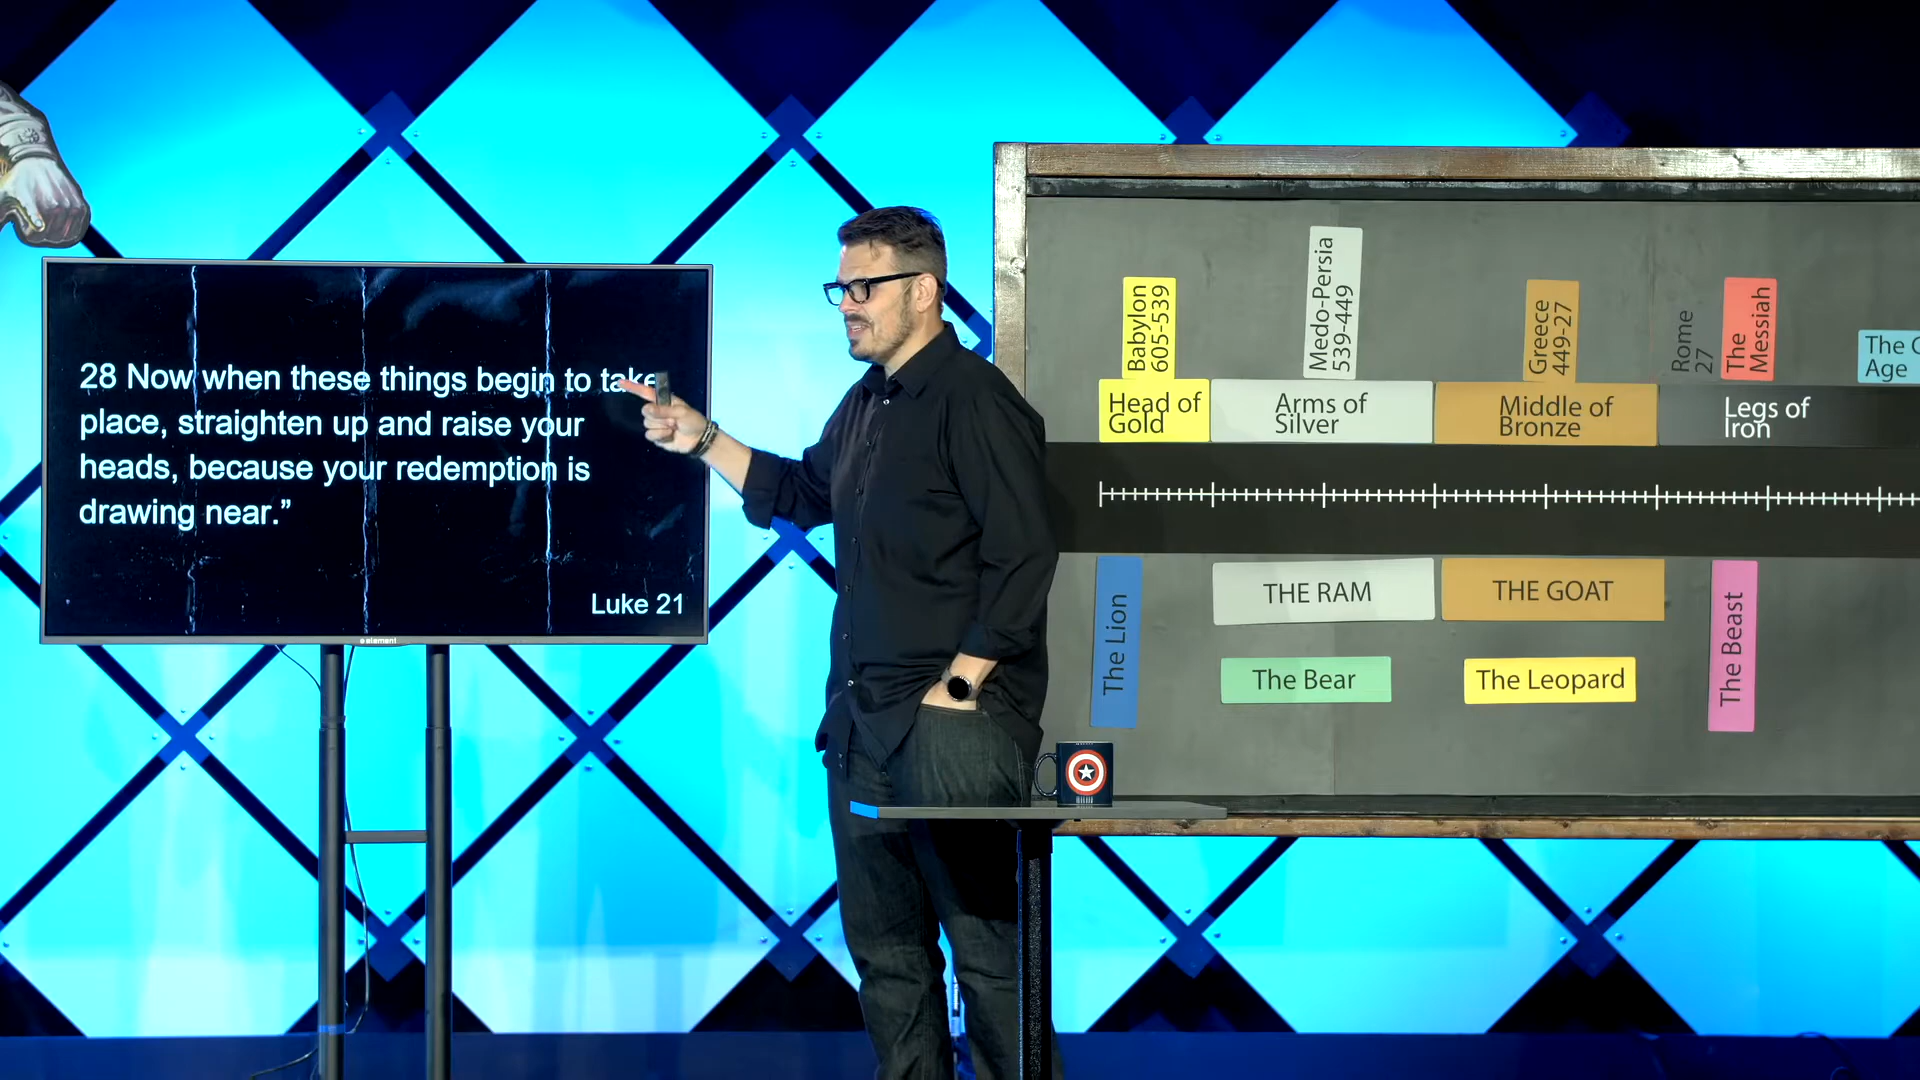 28 Now when these things begin to take
place, straighten up and raise your
heads, because your redemption is
drawing near.”
Luke 21
element
Babylon
605-539
Medo-Persia
539-449
Greece
449-27
Rome
27
The
Messiah
The
Age
Head of
Gold
Arms of
Silver
Middle of
Bronze
Legs of
Iron
The Lion
THE RAM
THE GOAT
The Beast
The Bear
The Leopard